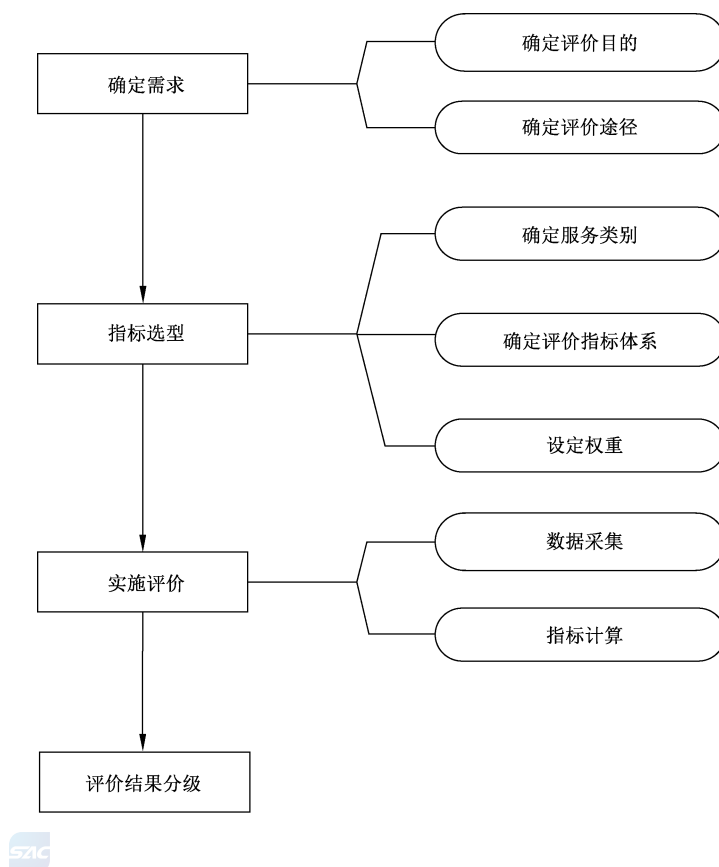 确定需求
确定评价目的
确定评价途径
指标选型
确定服务类别
确定评价指标体系
设定权重
实施评价
数据采集
指标计算
评价结果分级
SAC